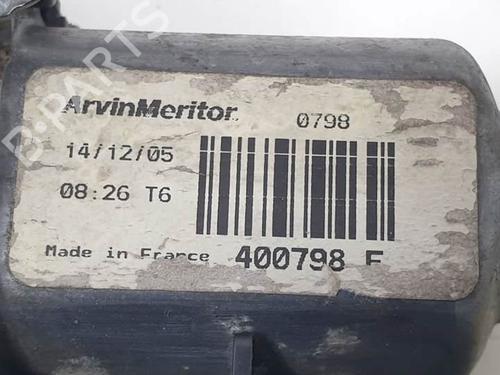 ArvinMeritor 0798
14/12/05
08:26 T6
Made in France 400798 E
B-PARTS